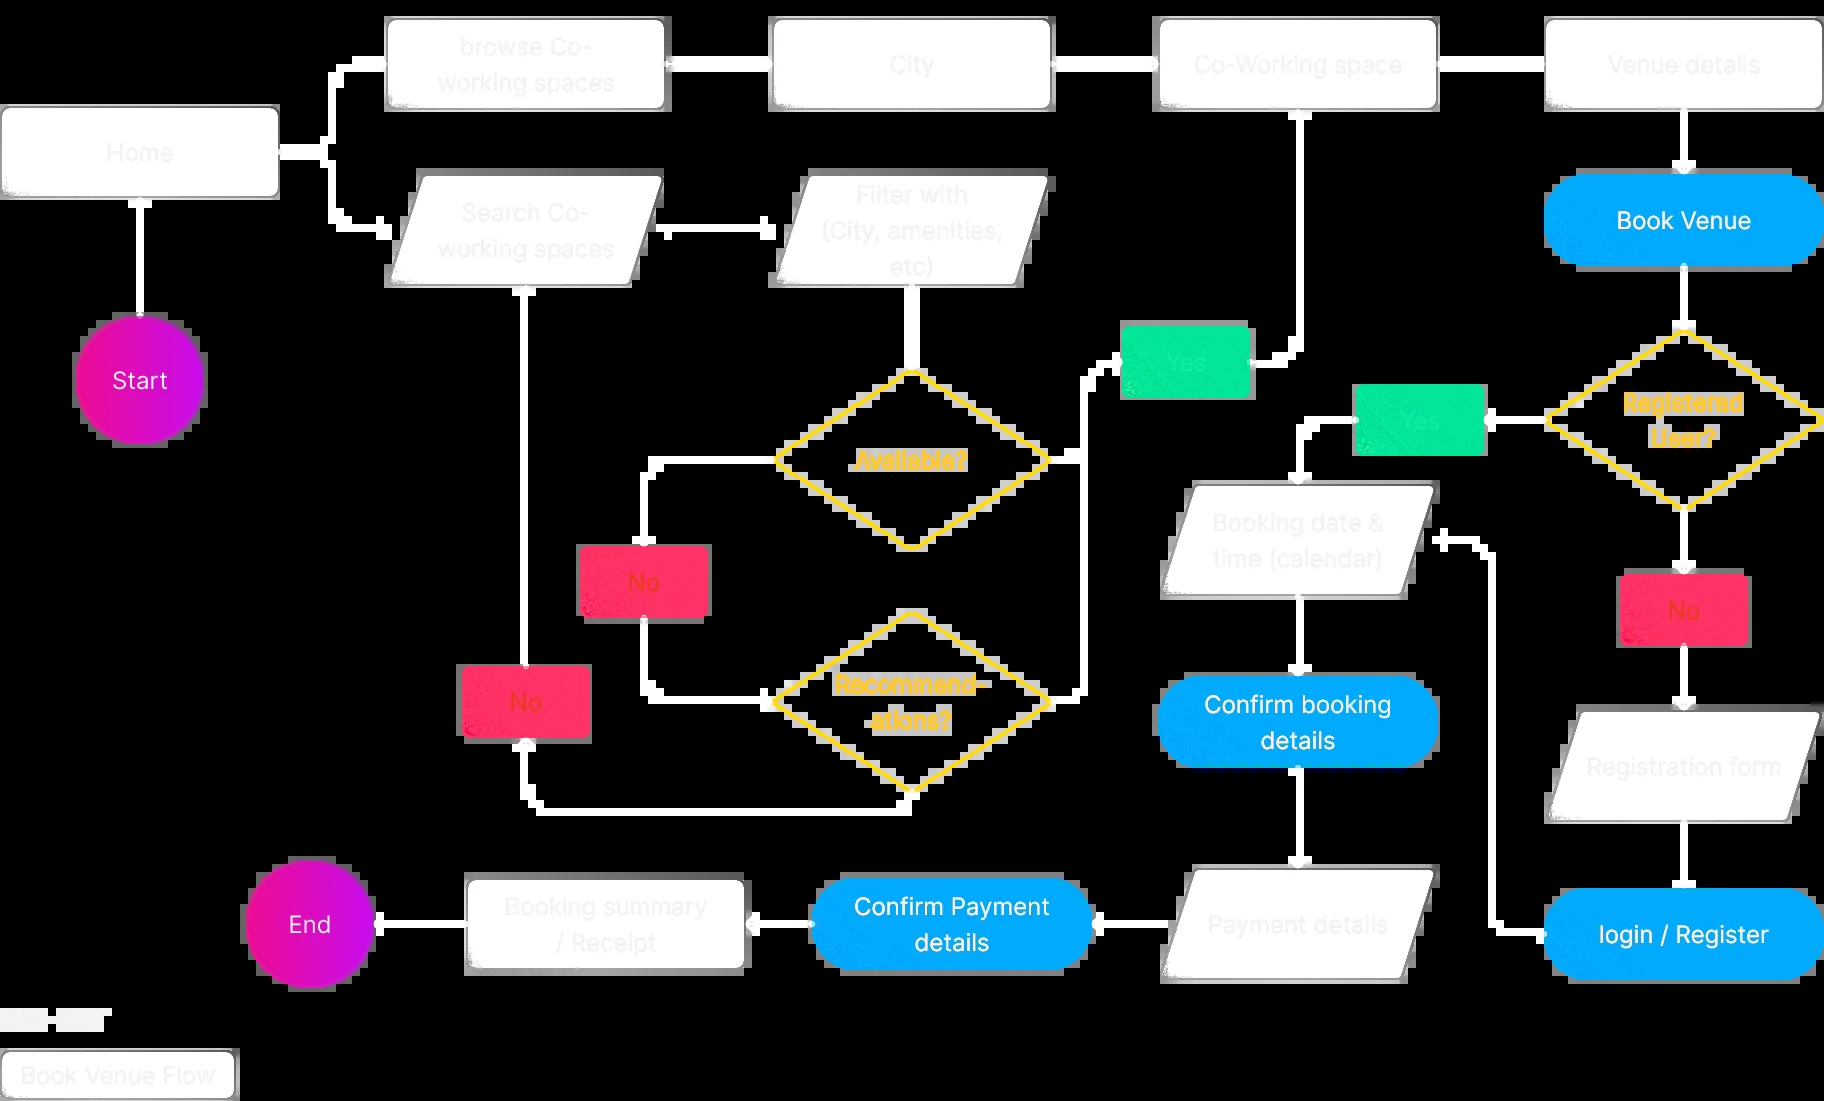 browse Co-
working spaces
City
Co-Working space
Venue details
Home
Search Co-
working spaces
Filter with
(City, amenities,
etc)
Book Venue
Start
Yes
Yes
Registered
User?
Available?
Booking date &
time (calendar)
No
No
No
Recommend-
ations?
Confirm booking
details
Registration form
End
Booking summary
/ Receipt
Confirm Payment
details
Payment details
login / Register
Book Venue Flow